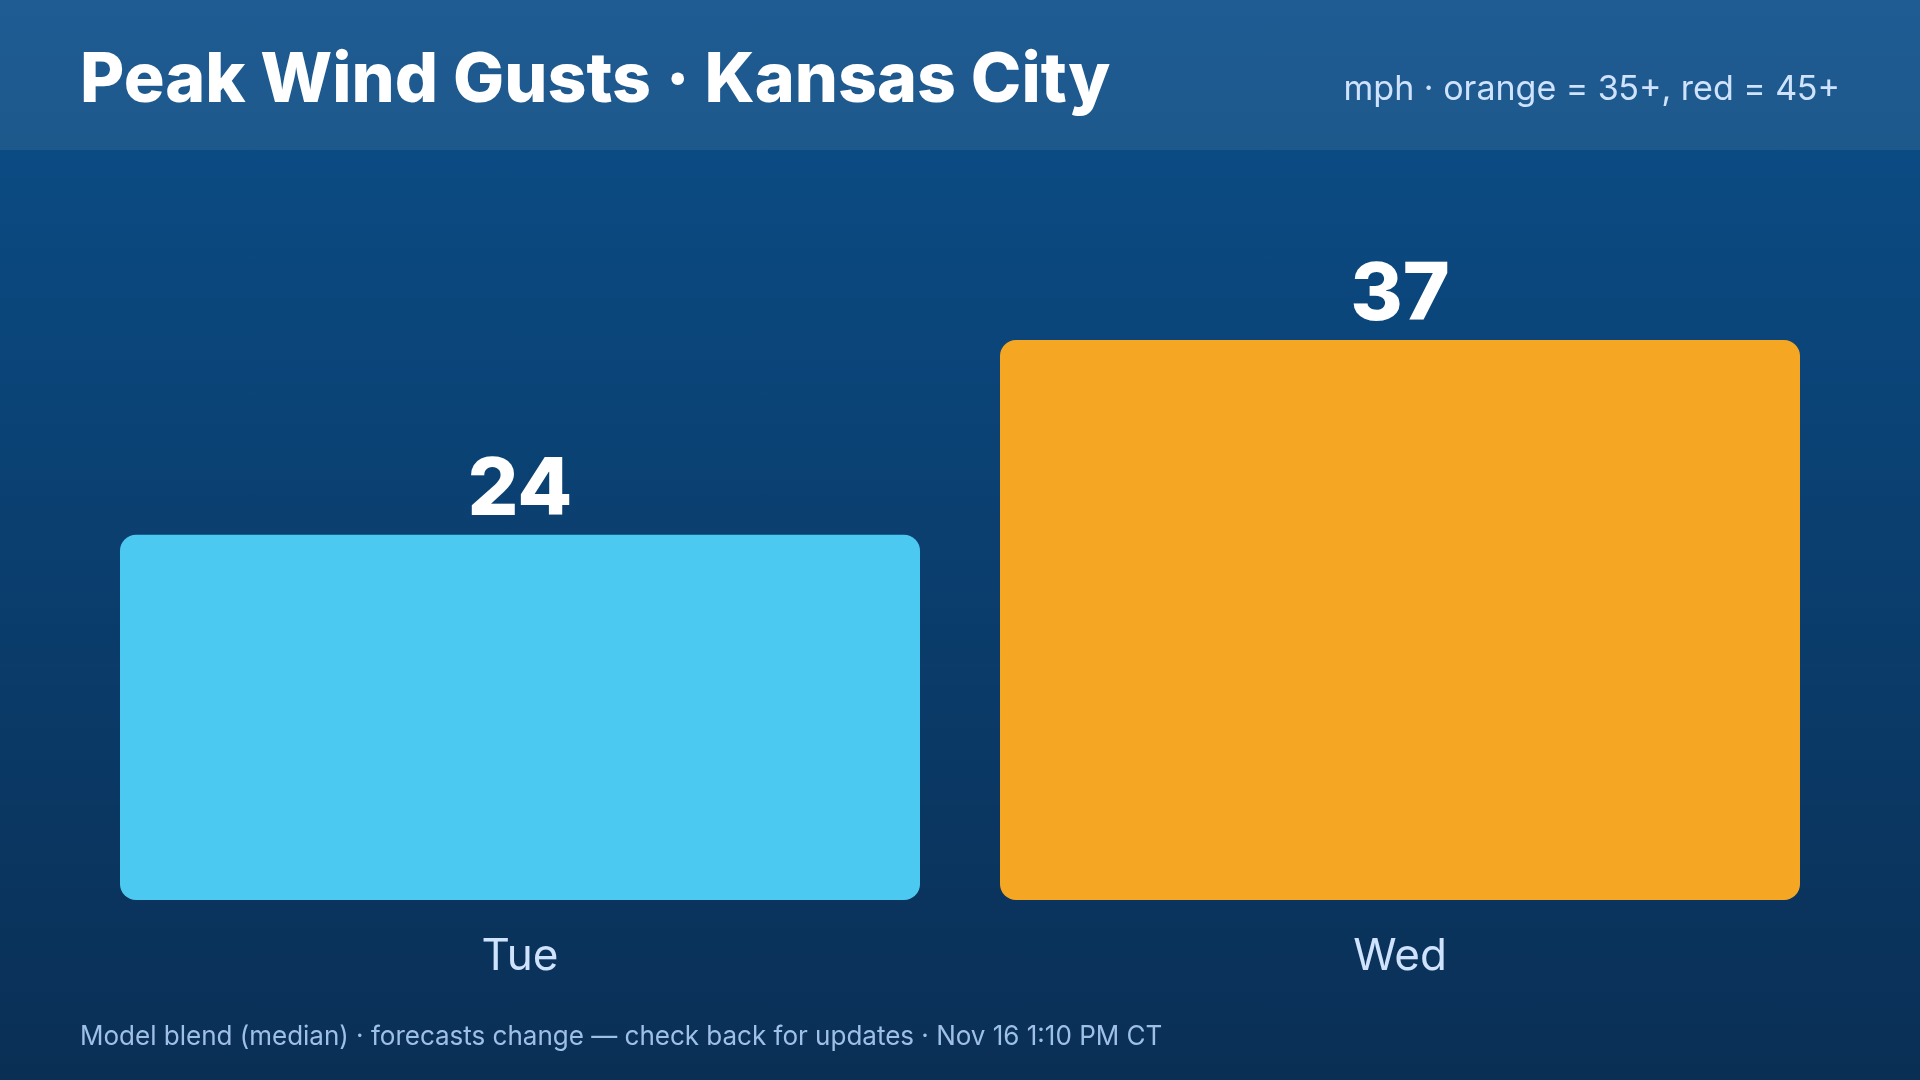 Peak Wind Gusts · Kansas City
mph · orange = 35+, red = 45+
37
24
Tue
Wed
Model blend (median) · forecasts change — check back for updates · Nov 16 1:10 PM CT